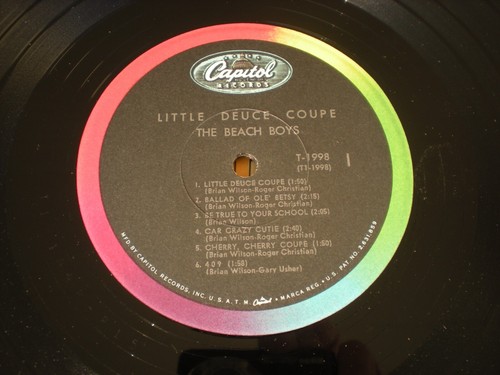 Capitol
RECORDS
LITTLE DEUCE COUPE
THE BEACH BOYS
T-1998
(T1-1998)
1
1. LITTLE DEUCE COUPE (1:50)
(Brian Wilson-Roger Christian)
2. BALLAD OF OLE' BETSY (2:15)
(Brian Wilson-Roger Christian)
3. BE TRUE TO YOUR SCHOOL (2:05)
(Brian Wilson)
4. CAR CRAZY CUTIE (2:40)
(Brian Wilson-Roger Christian)
5. CHERRY, CHERRY COUPE (1:50)
(Brian Wilson-Roger Christian)
6. 409 (1:58)
(Brian Wilson-Gary Usher)
MFD. BY CAPITOL RECORDS, INC. U.S.A. T.M. Capitol • MARCA REG. • U.S. PAT. NO. 2,631,859